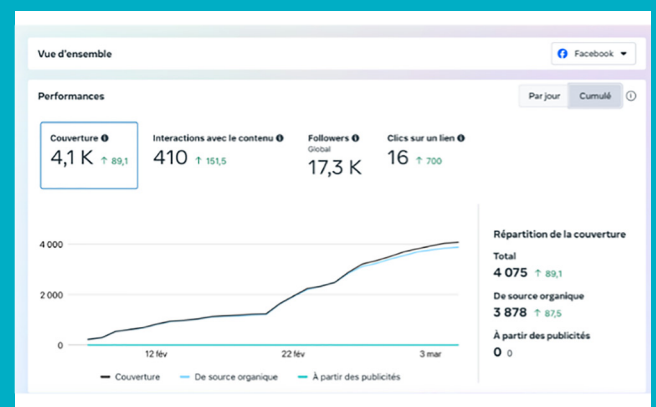 Vue d'ensemble
Facebook
Performances
Par jour
Cumulé
Couverture
4,1 K ↑ 89,1
Interactions avec le contenu
410 ↑ 151,5
Followers
Global
17,3 K
Clics sur un lien
16 ↑ 700
4 000
2 000
0
12 fév
22 fév
3 mar
Couverture
De source organique
À partir des publicités
Répartition de la couverture
Total
4 075 ↑ 89,1
De source organique
3 878 ↑ 87,5
À partir des publicités
0 0